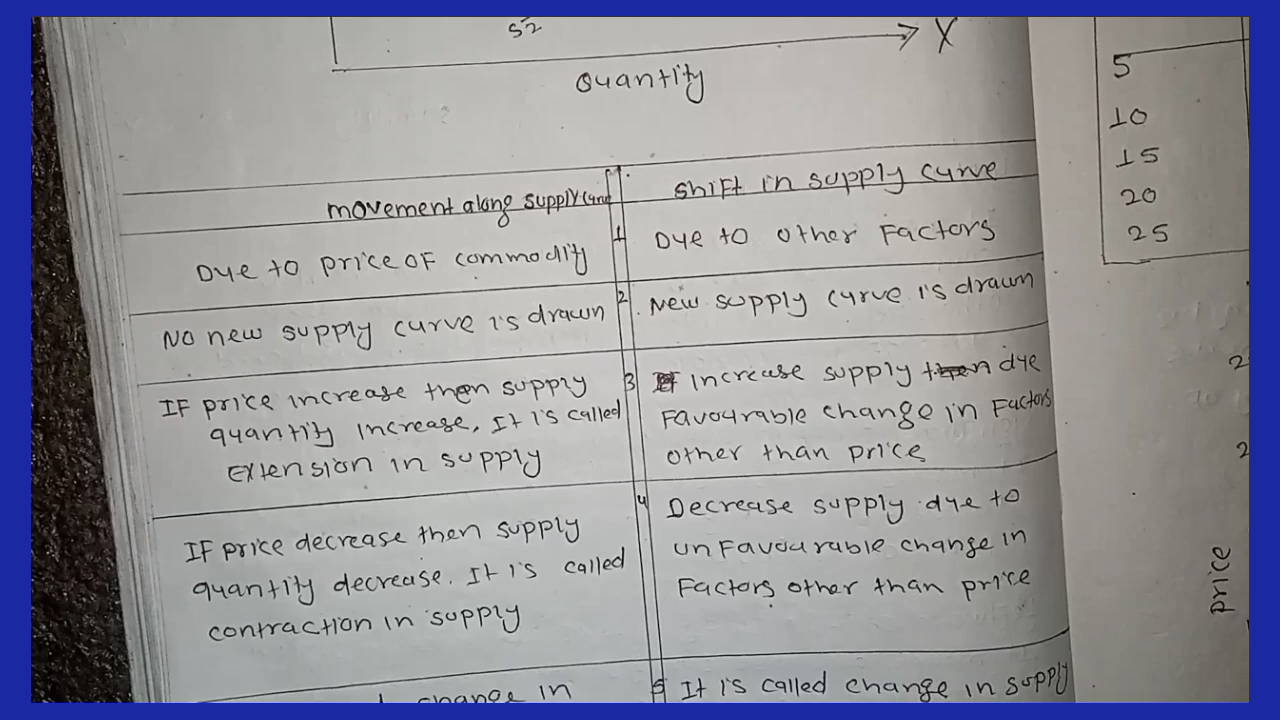 S2
X
Quantity
movement along supply curve
Due to price of commodity
No new supply curve is drawn
If price increase then supply
quantity increase, It is called
extension in supply
If price decrease then supply
quantity decrease. It is called
contraction in supply
change in
1
2
3
4
5
Shift in supply curve
Due to other Factors
New supply curve is drawn
Increase supply then due
Favourable change in Factors
other than price
Decrease supply due to
unFavourable change in
Factors other than price
It is called change in supply
5
10
15
20
25
2
2
price